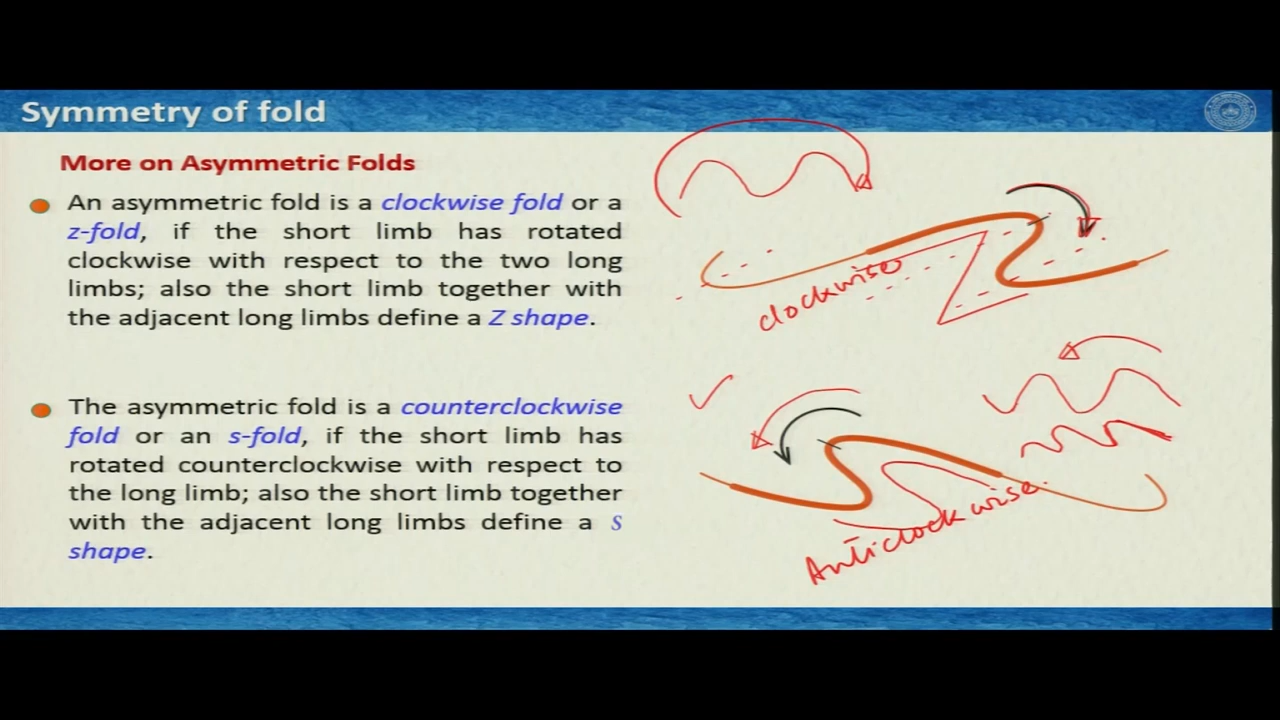 Symmetry of fold
More on Asymmetric Folds
An asymmetric fold is a clockwise fold or a
z-fold, if the short limb has rotated
clockwise with respect to the two long
limbs; also the short limb together with
the adjacent long limbs define a Z shape.
clockwise
The asymmetric fold is a counterclockwise
fold or an s-fold, if the short limb has
rotated counterclockwise with respect to
the long limb; also the short limb together
with the adjacent long limbs define a S
shape.
Anticlockwise.